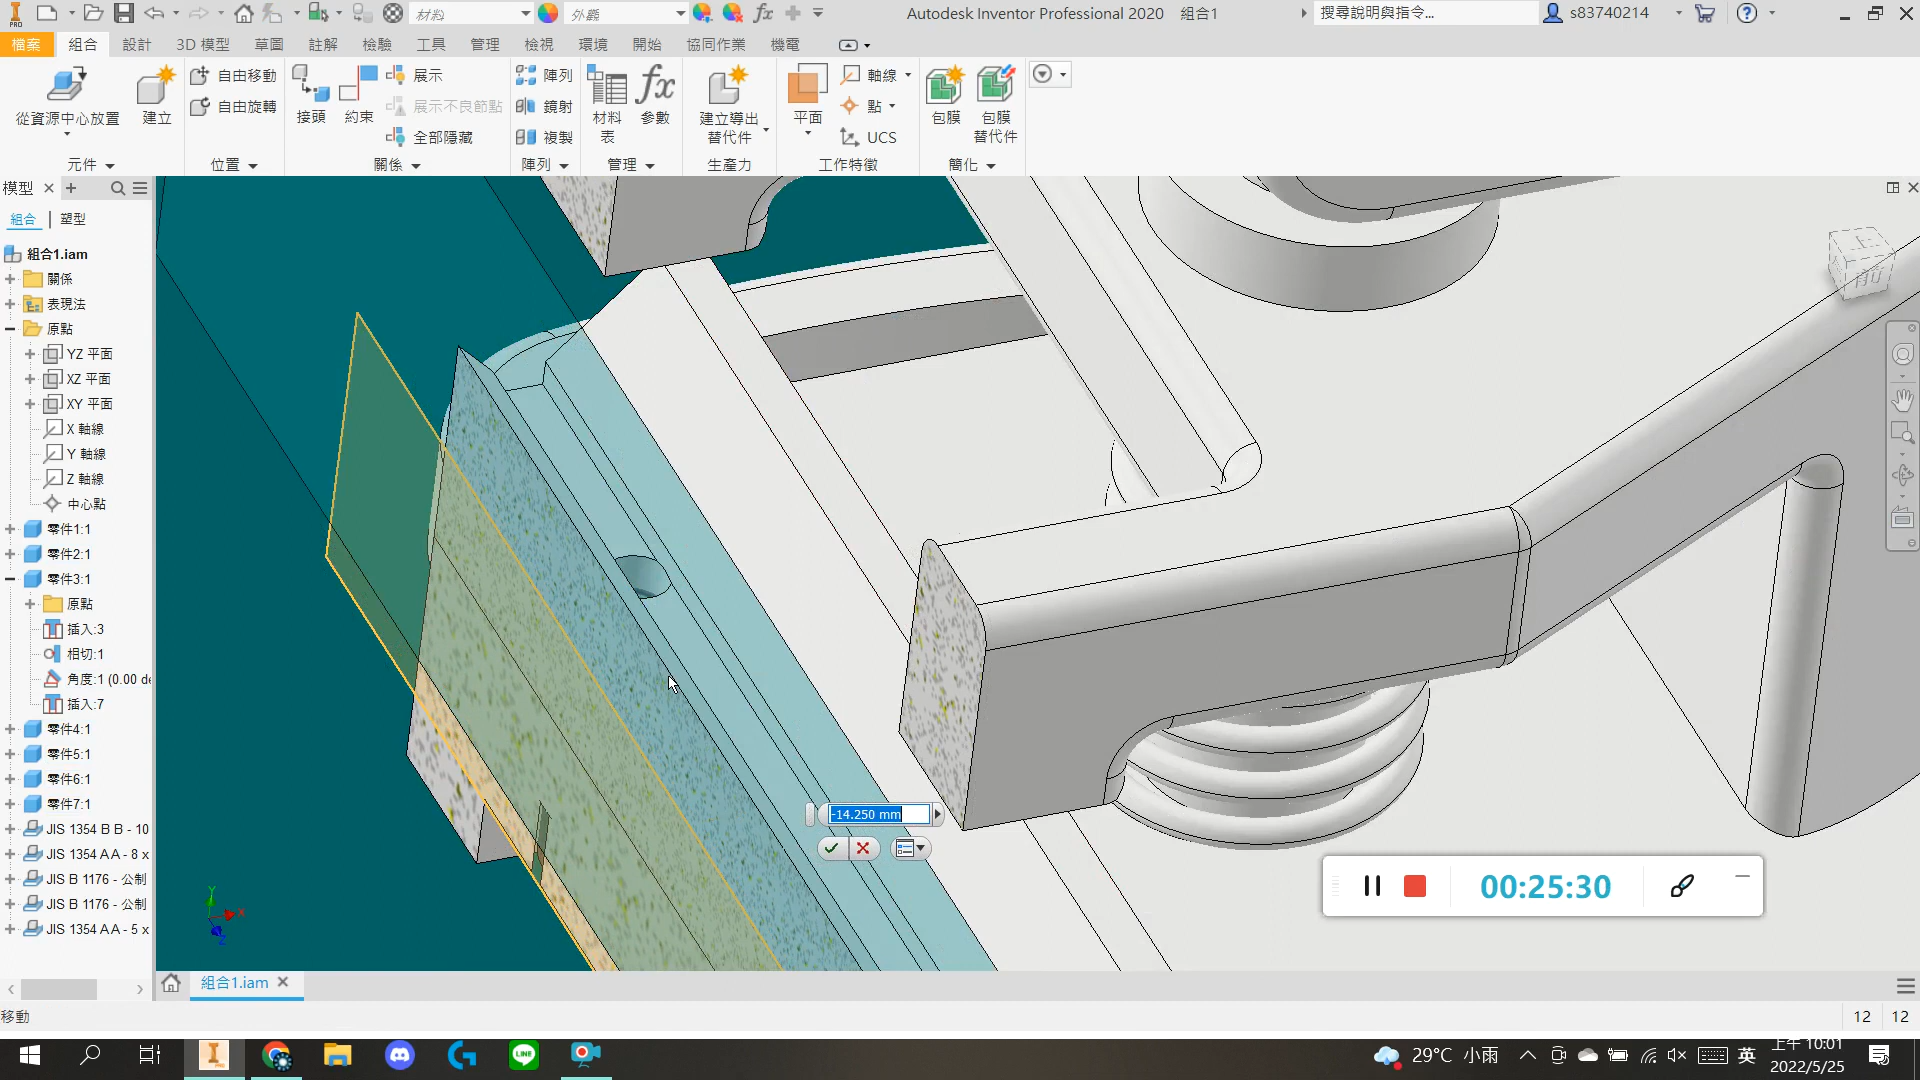 PRO
材料
外觀
fx
Autodesk Inventor Professional 2020 組合1
搜尋說明與指令...
s83740214
檔案 組合 設計 3D 模型 草圖 註解 檢驗 工具 管理 檢視 環境 開始 協同作業 機電
從資源中心放置
建立
自由移動
自由旋轉
接頭
約束
展示
展示不良節點
全部隱藏
陣列
鏡射
複製
材料表
fx
參數
建立導出替代件
平面
軸線
點
UCS
包膜
包膜替代件
元件 位置 關係 陣列 管理 生產力 工作特徵 簡化
模型
組合 塑型
組合1.iam
關係
表現法
原點
YZ 平面
XZ 平面
XY 平面
X 軸線
Y 軸線
Z 軸線
中心點
零件1:1
零件2:1
零件3:1
原點
插入:3
相切:1
角度:1 (0.00 de
插入:7
零件4:1
零件5:1
零件6:1
零件7:1
JIS 1354 B B - 10
JIS 1354 AA - 8 x
JIS B 1176 - 公制
JIS B 1176 - 公制
JIS 1354 AA - 5 x
上
前
-14.250 mm
00:25:30
Y
X
Z
組合1.iam
移動
12 12
LINE
29°C 小雨
英
上午 10:01
2022/5/25